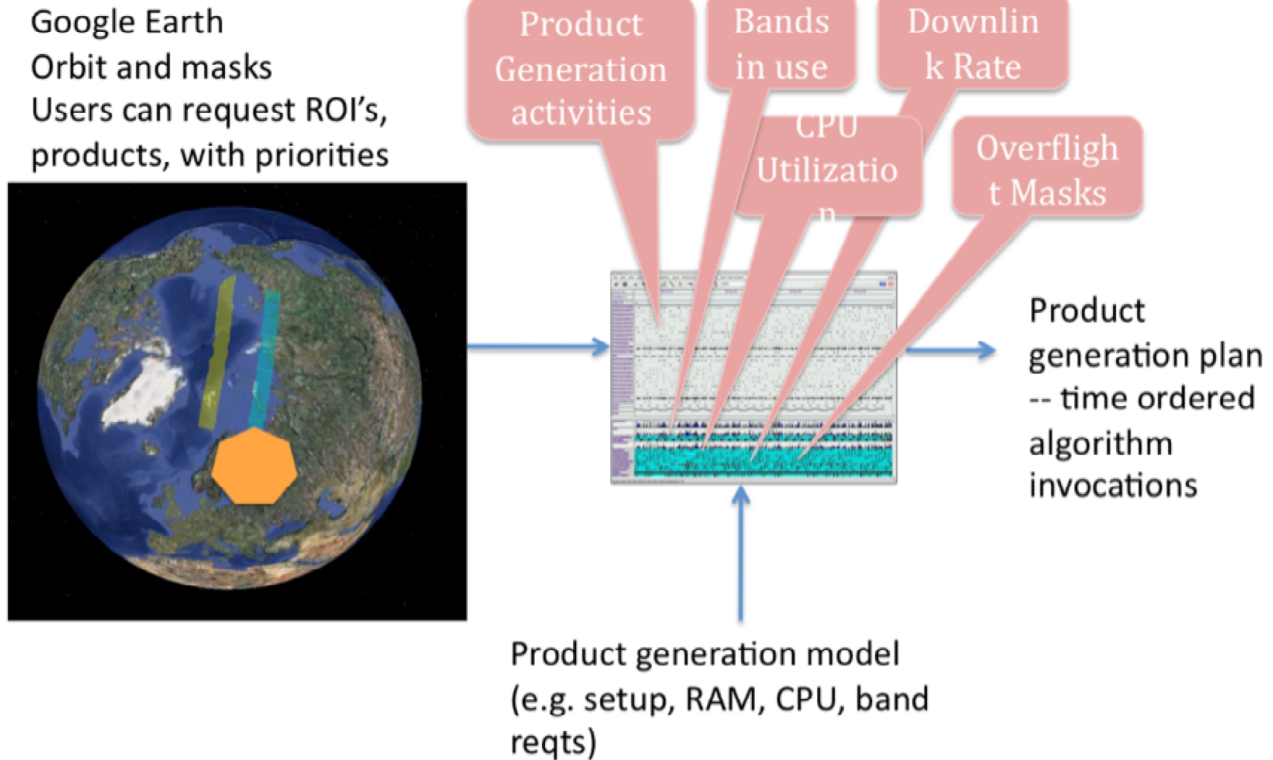 Google Earth
Orbit and masks
Users can request ROI's,
products, with priorities
Product
Generation
activities
Bands
in use
Downlin
k Rate
CPU
Utilizatio
n
Overfligh
t Masks
Product
generation plan
-- time ordered
algorithm
invocations
Product generation model
(e.g. setup, RAM, CPU, band
reqts)